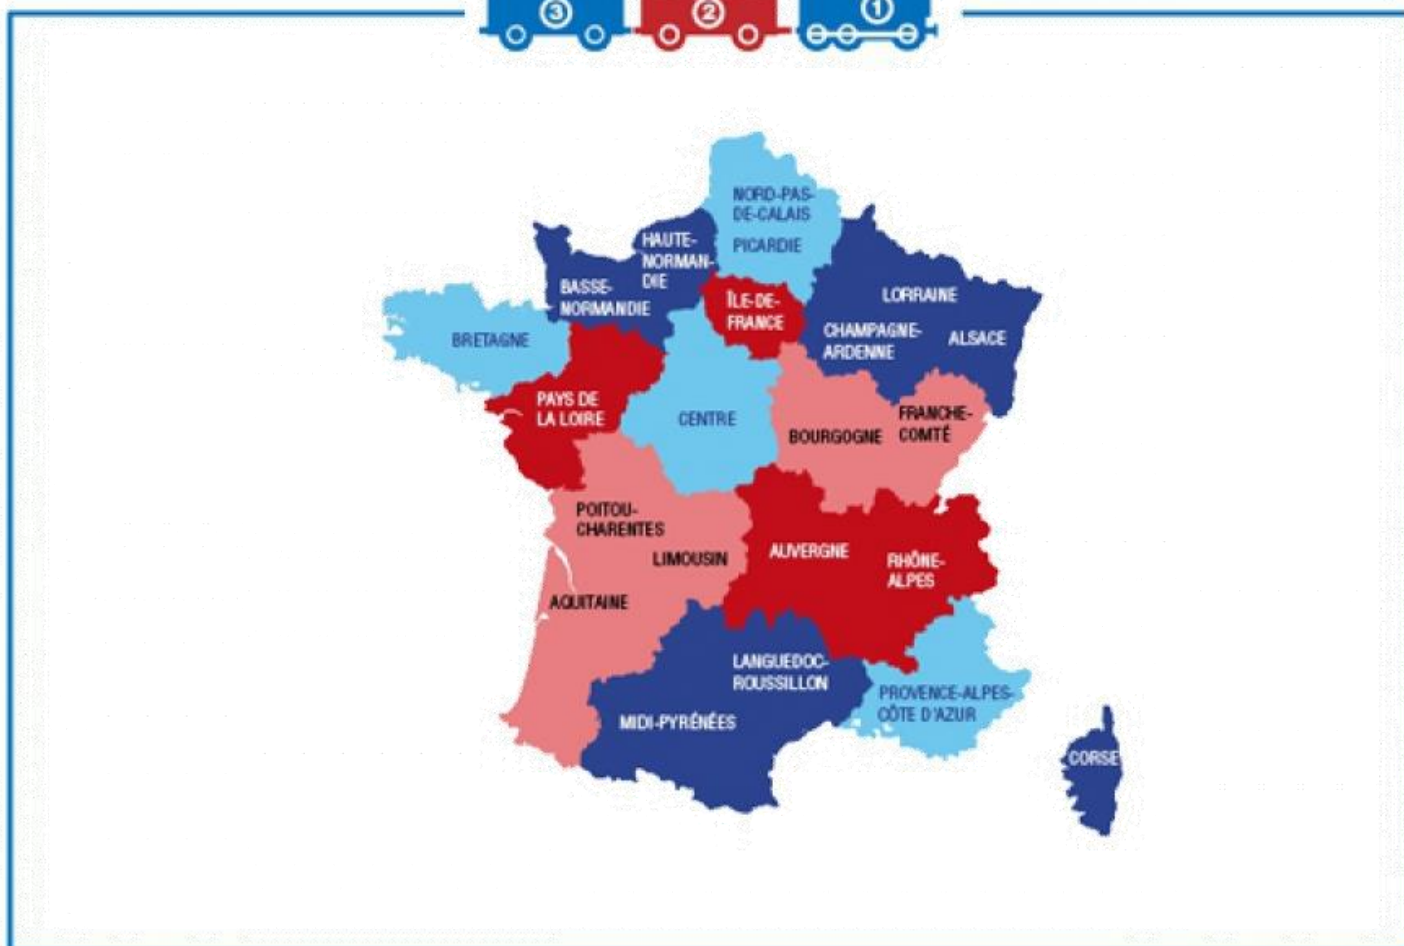 3 2 1
NORD-PAS-
DE-CALAIS
PICARDIE
HAUTE-
NORMAN-
DIE
BASSE-
NORMANDIE
ÎLE-DE-
FRANCE
LORRAINE
CHAMPAGNE-
ARDENNE
ALSACE
BRETAGNE
PAYS DE
LA LOIRE
CENTRE
BOURGOGNE
FRANCHE-
COMTÉ
POITOU-
CHARENTES
LIMOUSIN
AUVERGNE
RHÔNE-
ALPES
AQUITAINE
LANGUEDOC-
ROUSSILLON
MIDI-PYRÉNÉES
PROVENCE-ALPES-
CÔTE D'AZUR
CORSE